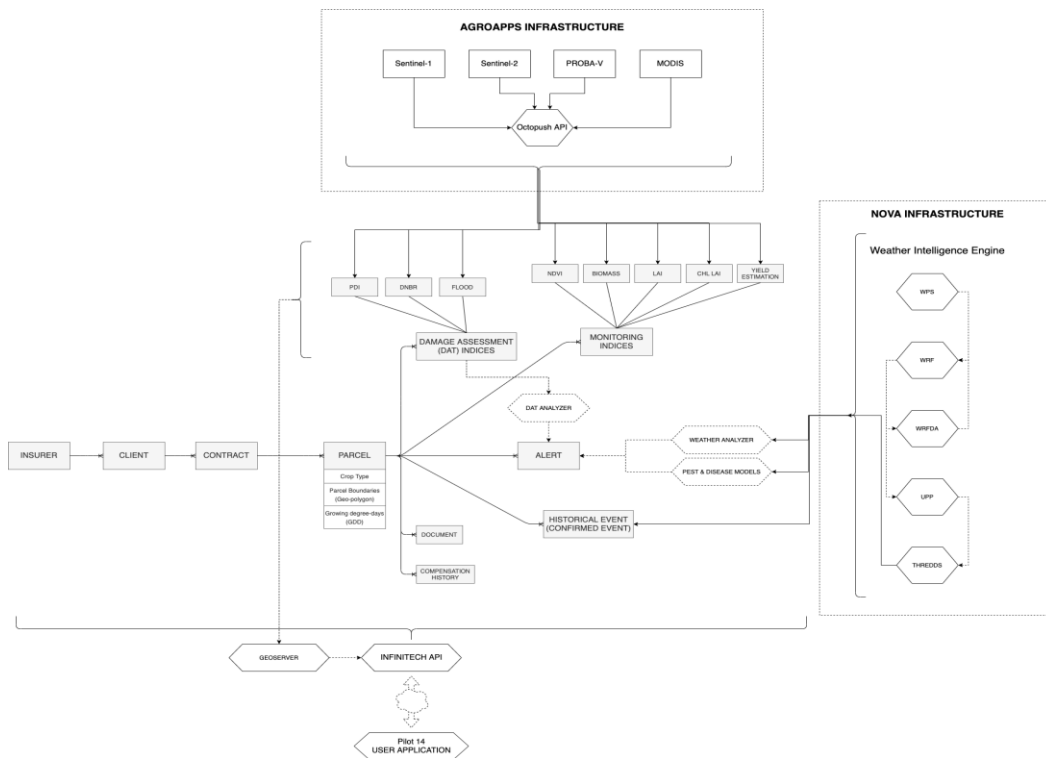 AGROAPPS INFRASTRUCTURE
Sentinel-1
Sentinel-2
PROBA-V
MODIS
Octopush API
NOVA INFRASTRUCTURE
Weather Intelligence Engine
WPS
WRF
WRFDA
UPP
THREDDS
PDI
DNBR
FLOOD
NDVI
BIOMASS
LAI
CHL LAI
YIELD
ESTIMATION
DAMAGE ASSESSMENT
(DAT) INDICES
MONITORING
INDICES
DAT ANALYZER
WEATHER ANALYZER
PEST & DISEASE MODELS
INSURER
CLIENT
CONTRACT
PARCEL
Crop Type
Parcel Boundaries
(Geo-polygon)
Growing degree-days
(GDD)
ALERT
HISTORICAL EVENT
(CONFIRMED EVENT)
DOCUMENT
COMPENSATION
HISTORY
GEOSERVER
INFINITECH API
Pilot 14
USER APPLICATION